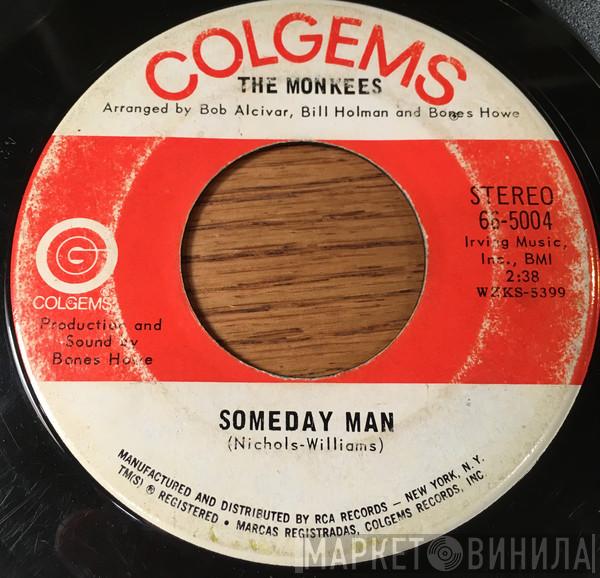 COLGEMS®
THE MONKEES
Arranged by Bob Alcivar, Bill Holman and Bones Howe
STEREO
66-5004
Irving Music,
Inc., BMI
2:38
WZKS-5399
G
COLGEMS®
Production and
Sound by
Bones Howe
SOMEDAY MAN
(Nichols-Williams)
MANUFACTURED AND DISTRIBUTED BY RCA RECORDS – NEW YORK, N.Y.
TM(S) ® REGISTERED • MARCAS REGISTRADAS, COLGEMS RECORDS, INC.
МАРКЕТ ВИНИЛА